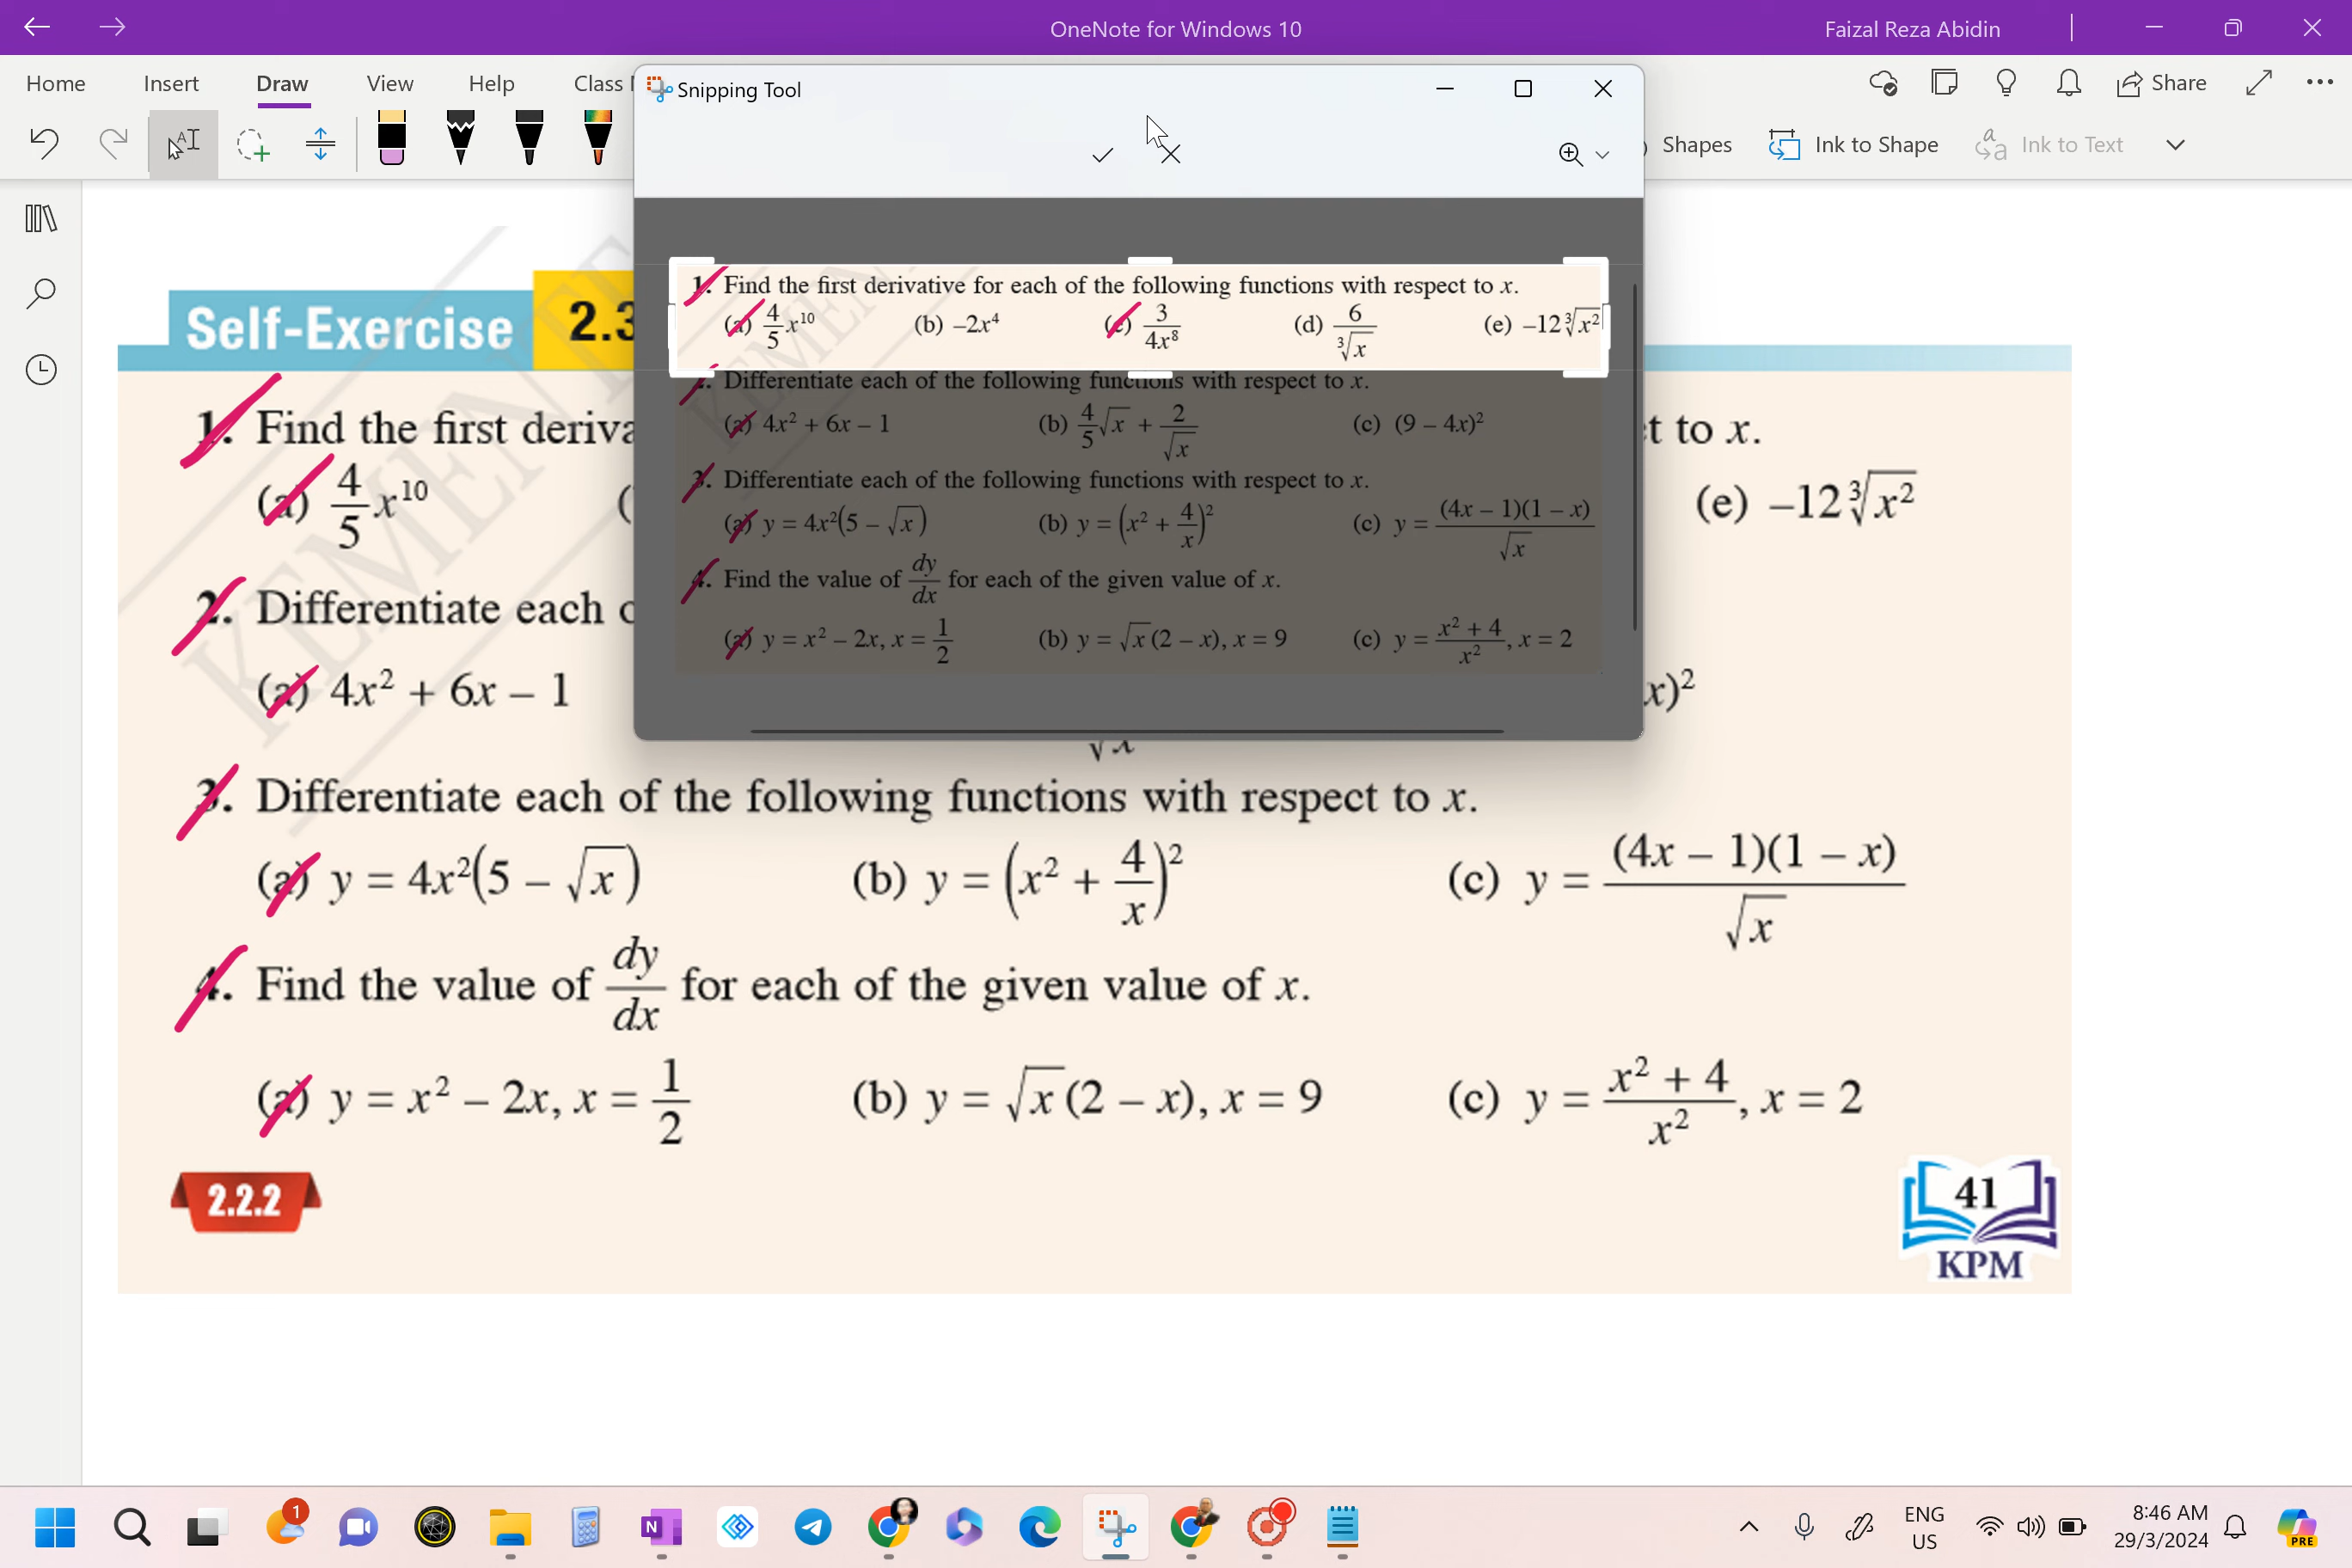 OneNote for Windows 10
Faizal Reza Abidin
Home Insert Draw View Help Class
Share
Shapes Ink to Shape Ink to Text
Snipping Tool
1. Find the first derivative for each of the following functions with respect to x.
(a) 4/5 x¹⁰ (b) –2x⁴ (c) 3/4x⁸ (d) 6/∛x (e) –12∛x²
2. Differentiate each of the following functions with respect to x.
(a) 4x² + 6x – 1 (b) 4/5 √x + 2/√x (c) (9 – 4x)²
3. Differentiate each of the following functions with respect to x.
(a) y = 4x²(5 – √x) (b) y = (x² + 4/x)² (c) y = (4x – 1)(1 – x)/√x
4. Find the value of dy/dx for each of the given value of x.
(a) y = x² – 2x, x = 1/2 (b) y = √x(2 – x), x = 9 (c) y = x² + 4/x², x = 2
Self-Exercise 2.3
KEMEN
1. Find the first deriva
t to x.
(a) 4/5 x¹⁰ (
(e) –12∛x²
2. Differentiate each o
(a) 4x² + 6x – 1
x)²
√x
3. Differentiate each of the following functions with respect to x.
(a) y = 4x²(5 – √x) (b) y = (x² + 4/x)² (c) y = (4x – 1)(1 – x)/√x
4. Find the value of dy/dx for each of the given value of x.
(a) y = x² – 2x, x = 1/2 (b) y = √x(2 – x), x = 9 (c) y = x² + 4/x², x = 2
2.2.2
41
KPM
1
N
ENG
US
8:46 AM
29/3/2024
PRE